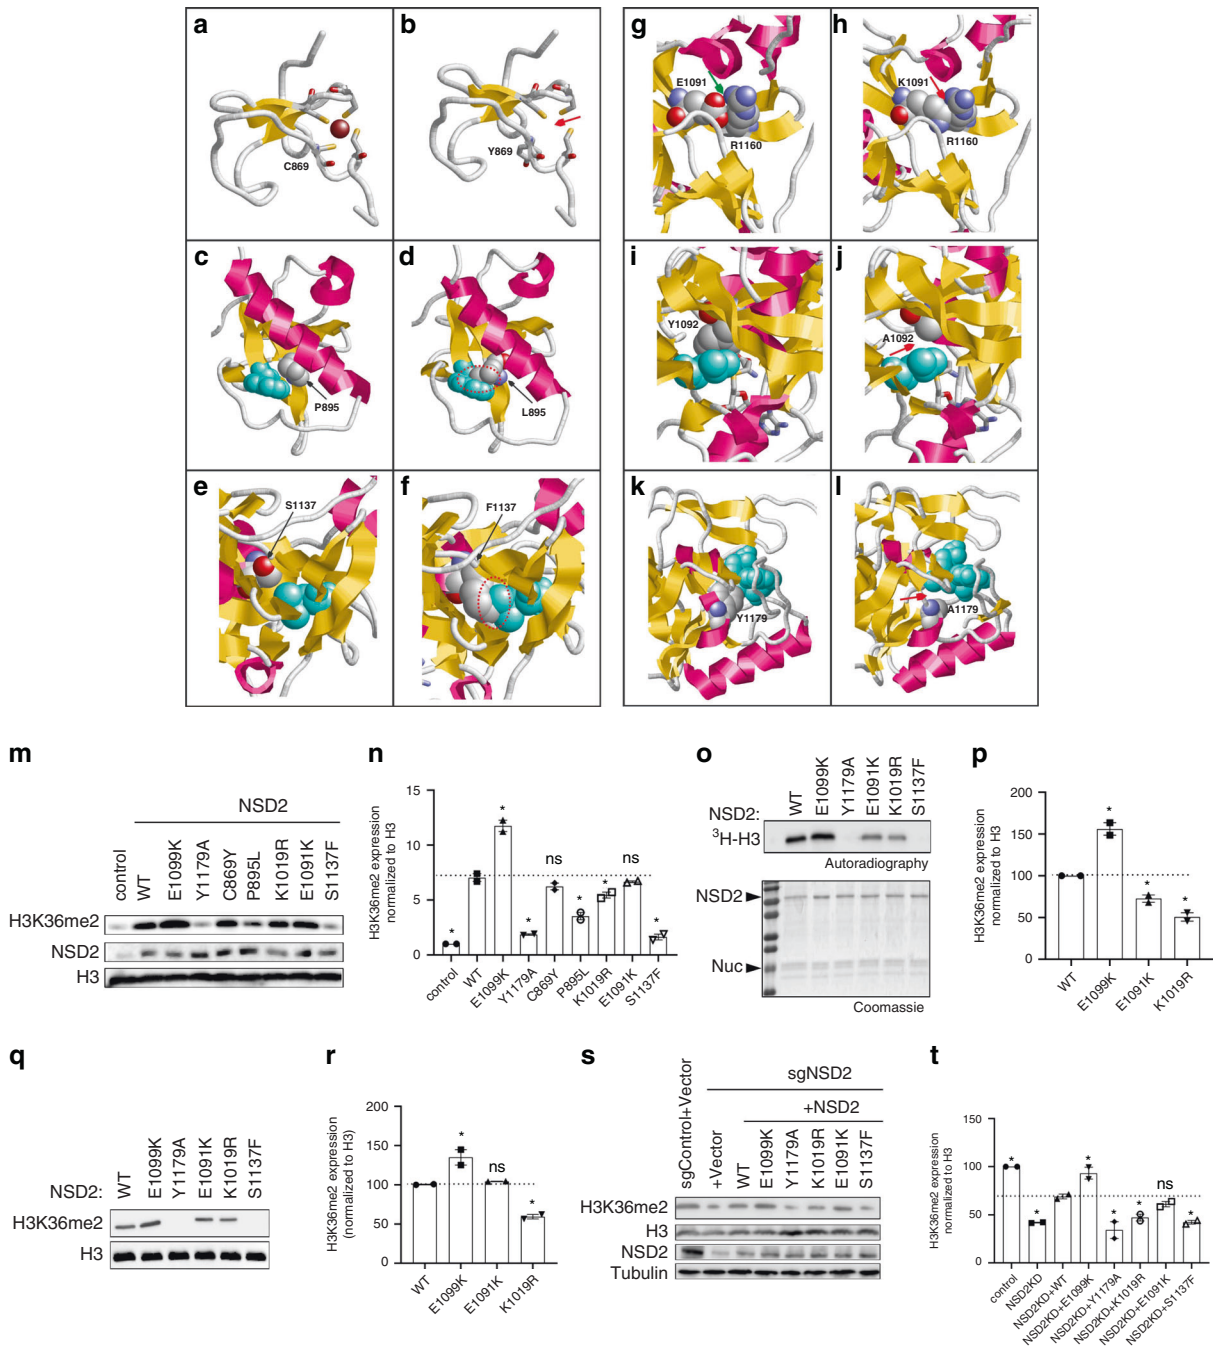 a
b
C869
Y869
c
d
P895
L895
e
f
S1137
F1137
g
h
E1091
K1091
R1160
R1160
i
j
Y1092
A1092
k
l
Y1179
A1179
m
NSD2
control
WT
E1099K
Y1179A
C869Y
P895L
K1019R
E1091K
S1137F
H3K36me2
NSD2
H3
n
H3K36me2 expression
normalized to H3
15
10
5
0
*
*
*
ns
*
*
ns
*
control
WT
E1099K
Y1179A
C869Y
P895L
K1019R
E1091K
S1137F
o
NSD2:
WT
E1099K
Y1179A
E1091K
K1019R
S1137F
³H-H3
Autoradiography
NSD2
Nuc
Coomassie
p
H3K36me2 expression
normalized to H3
200
150
100
50
0
*
*
*
WT
E1099K
E1091K
K1019R
q
NSD2:
WT
E1099K
Y1179A
E1091K
K1019R
S1137F
H3K36me2
H3
r
H3K36me2 expression
(normalized to H3)
200
150
100
50
0
*
ns
*
WT
E1099K
E1091K
K1019R
s
sgNSD2
+NSD2
sgControl+Vector
+Vector
WT
E1099K
Y1179A
K1019R
E1091K
S1137F
H3K36me2
H3
NSD2
Tubulin
t
H3K36me2 expression
normalized to H3
150
100
50
0
*
*
*
*
*
ns
*
control
NSD2KD
NSD2KD+WT
NSD2KD+E1099K
NSD2KD+Y1179A
NSD2KD+K1019R
NSD2KD+E1091K
NSD2KD+S1137F